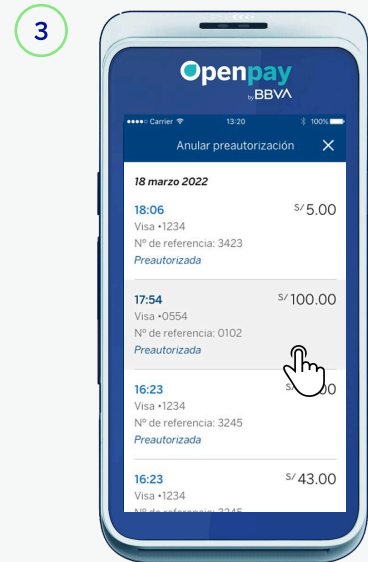 3
Openpay
by BBVA
Carrier 13:20 100%
Anular preautorización
18 marzo 2022
18:06 S/ 5.00
Visa •1234
Nº de referencia: 3423
Preautorizada
17:54 S/ 100.00
Visa •0554
Nº de referencia: 0102
Preautorizada
16:23
Visa •1234
Nº de referencia: 3245
Preautorizada
16:23 S/ 43.00
Visa •1234